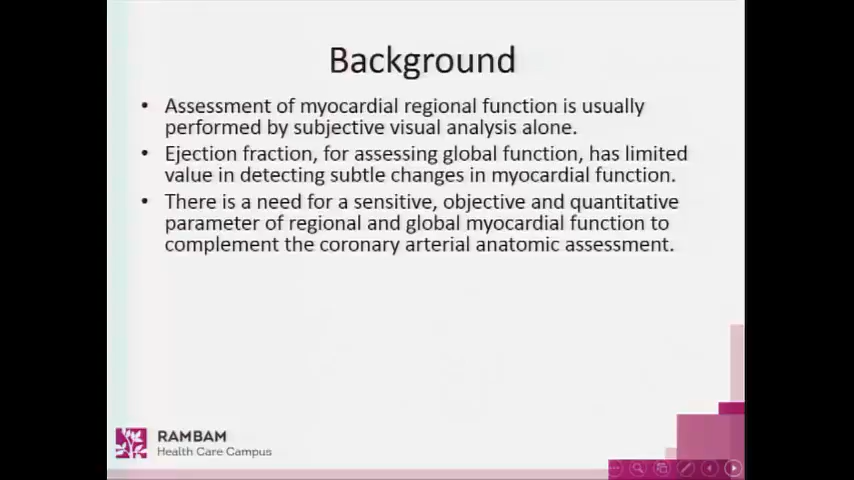 Background
• Assessment of myocardial regional function is usually
performed by subjective visual analysis alone.
• Ejection fraction, for assessing global function, has limited
value in detecting subtle changes in myocardial function.
• There is a need for a sensitive, objective and quantitative
parameter of regional and global myocardial function to
complement the coronary arterial anatomic assessment.
RAMBAM
Health Care Campus